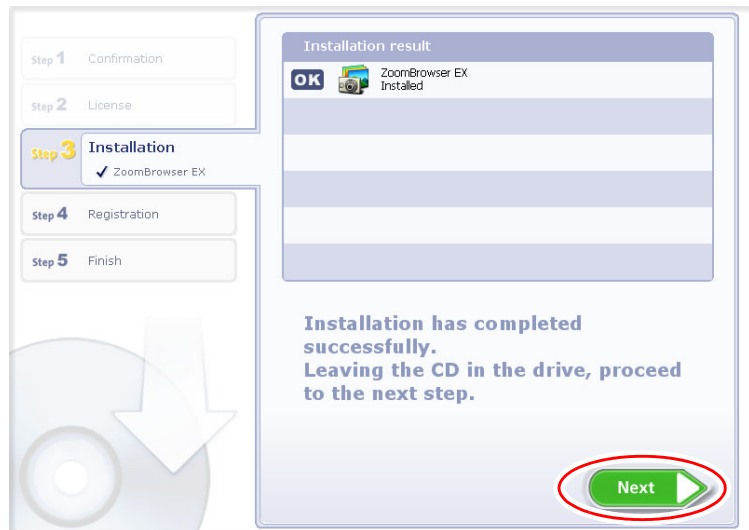 Step 1 Confirmation
Step 2 License
Step 3 Installation
ZoomBrowser EX
Step 4 Registration
Step 5 Finish
Installation result
OK ZoomBrowser EX
Installed
Installation has completed
successfully.
Leaving the CD in the drive, proceed
to the next step.
Next